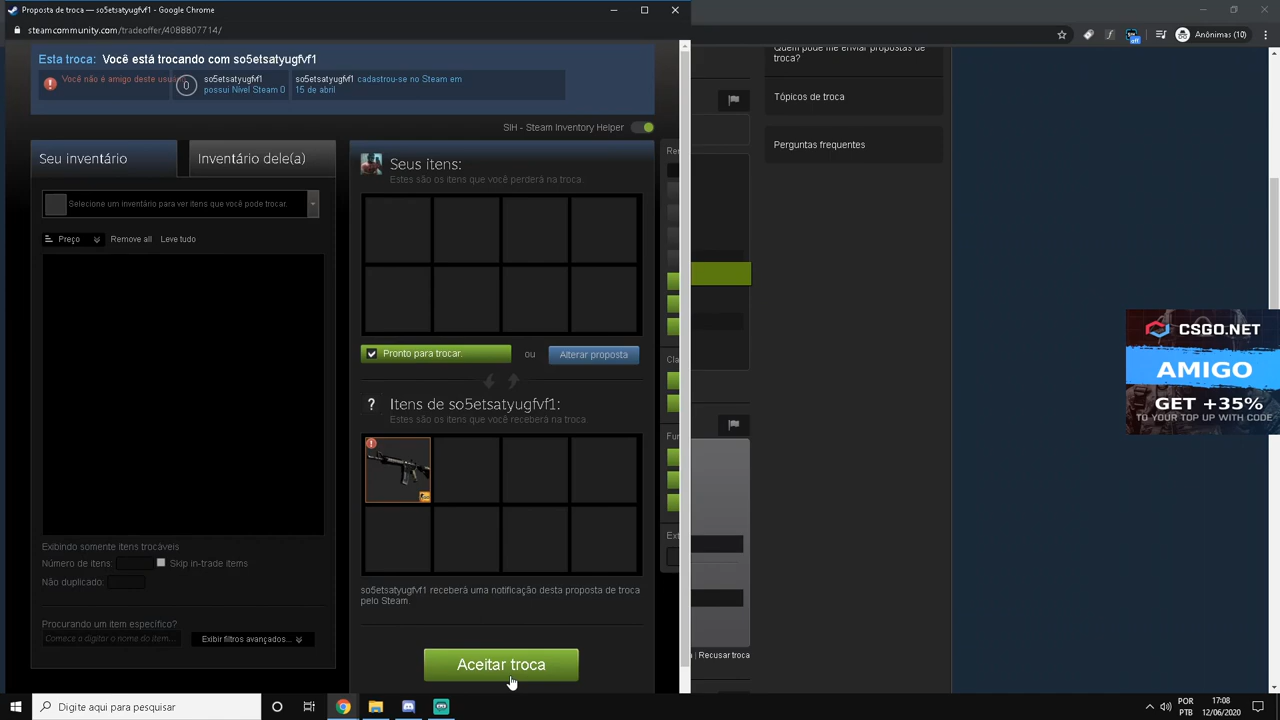 Proposta de troca — so5etsatyugfvf1 - Google Chrome
steamcommunity.com/tradeoffer/4088807714/
Esta troca: Você está trocando com so5etsatyugfvf1
Você não é amigo deste usuá
0
so5etsatyugfvf1
possui Nível Steam 0
so5etsatyugfvf1 cadastrou-se no Steam em
15 de abril
SIH - Steam Inventory Helper
Seu inventário
Inventário dele(a)
Selecione um inventário para ver itens que você pode trocar.
Preço
Remove all
Leve tudo
Exibindo somente itens trocáveis
Número de itens:
Skip in-trade items
Não duplicado:
Procurando um item específico?
Comece a digitar o nome do item...
Exibir filtros avançados...
Seus itens:
Estes são os itens que você perderá na troca.
Pronto para trocar.
ou
Alterar proposta
? Itens de so5etsatyugfvf1:
Estes são os itens que você receberá na troca.
so5etsatyugfvf1 receberá uma notificação desta proposta de troca
pelo Steam.
Aceitar troca
Re
Cla
Fur
Ext
Recusar troca
off
Anônimas (10)
Quem pode me enviar propostas de
troca?
Tópicos de troca
Perguntas frequentes
CSGO.NET
AMIGO
GET +35%
TO YOUR TOP UP WITH CODE
Digite aqui para pesquisar
POR
PTB
17:08
12/06/2020